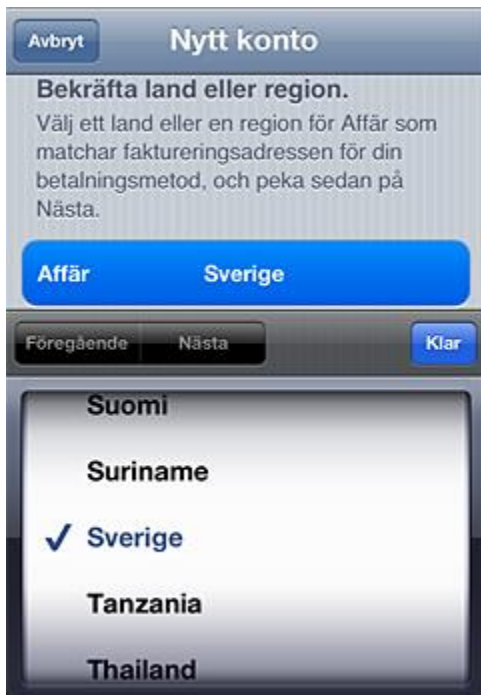 Avbryt Nytt konto
Bekräfta land eller region.
Välj ett land eller en region för Affär som
matchar faktureringsadressen för din
betalningsmetod, och peka sedan på
Nästa.
Affär Sverige
Föregående Nästa Klar
Suomi
Suriname
Sverige
Tanzania
Thailand